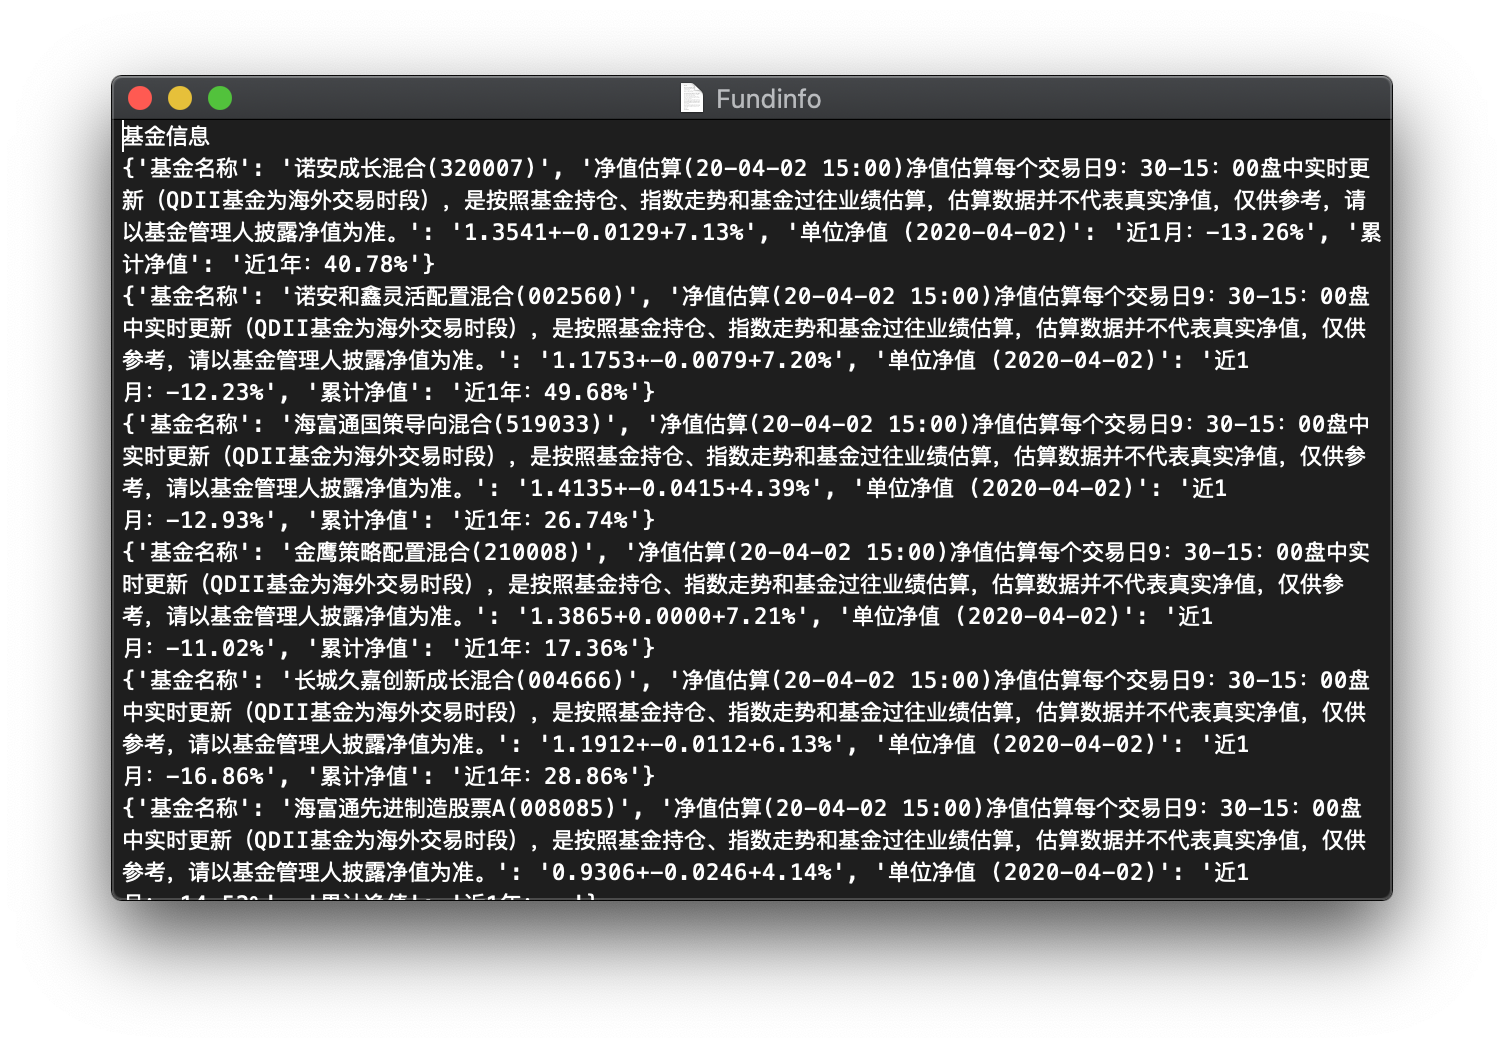 Fundinfo
基金信息
{'基金名称': '诺安成长混合(320007)', '净值估算(20-04-02 15:00)净值估算每个交易日9：30-15：00盘中实时更
新（QDII基金为海外交易时段），是按照基金持仓、指数走势和基金过往业绩估算，估算数据并不代表真实净值，仅供参考，请
以基金管理人披露净值为准。': '1.3541+-0.0129+7.13%', '单位净值 (2020-04-02)': '近1月：-13.26%', '累
计净值': '近1年：40.78%'}
{'基金名称': '诺安和鑫灵活配置混合(002560)', '净值估算(20-04-02 15:00)净值估算每个交易日9：30-15：00盘
中实时更新（QDII基金为海外交易时段），是按照基金持仓、指数走势和基金过往业绩估算，估算数据并不代表真实净值，仅供
参考，请以基金管理人披露净值为准。': '1.1753+-0.0079+7.20%', '单位净值 (2020-04-02)': '近1
月：-12.23%', '累计净值': '近1年：49.68%'}
{'基金名称': '海富通国策导向混合(519033)', '净值估算(20-04-02 15:00)净值估算每个交易日9：30-15：00盘中
实时更新（QDII基金为海外交易时段），是按照基金持仓、指数走势和基金过往业绩估算，估算数据并不代表真实净值，仅供参
考，请以基金管理人披露净值为准。': '1.4135+-0.0415+4.39%', '单位净值 (2020-04-02)': '近1
月：-12.93%', '累计净值': '近1年：26.74%'}
{'基金名称': '金鹰策略配置混合(210008)', '净值估算(20-04-02 15:00)净值估算每个交易日9：30-15：00盘中实
时更新（QDII基金为海外交易时段），是按照基金持仓、指数走势和基金过往业绩估算，估算数据并不代表真实净值，仅供参
考，请以基金管理人披露净值为准。': '1.3865+0.0000+7.21%', '单位净值 (2020-04-02)': '近1
月：-11.02%', '累计净值': '近1年：17.36%'}
{'基金名称': '长城久嘉创新成长混合(004666)', '净值估算(20-04-02 15:00)净值估算每个交易日9：30-15：00盘
中实时更新（QDII基金为海外交易时段），是按照基金持仓、指数走势和基金过往业绩估算，估算数据并不代表真实净值，仅供
参考，请以基金管理人披露净值为准。': '1.1912+-0.0112+6.13%', '单位净值 (2020-04-02)': '近1
月：-16.86%', '累计净值': '近1年：28.86%'}
{'基金名称': '海富通先进制造股票A(008085)', '净值估算(20-04-02 15:00)净值估算每个交易日9：30-15：00盘
中实时更新（QDII基金为海外交易时段），是按照基金持仓、指数走势和基金过往业绩估算，估算数据并不代表真实净值，仅供
参考，请以基金管理人披露净值为准。': '0.9306+-0.0246+4.14%', '单位净值 (2020-04-02)': '近1